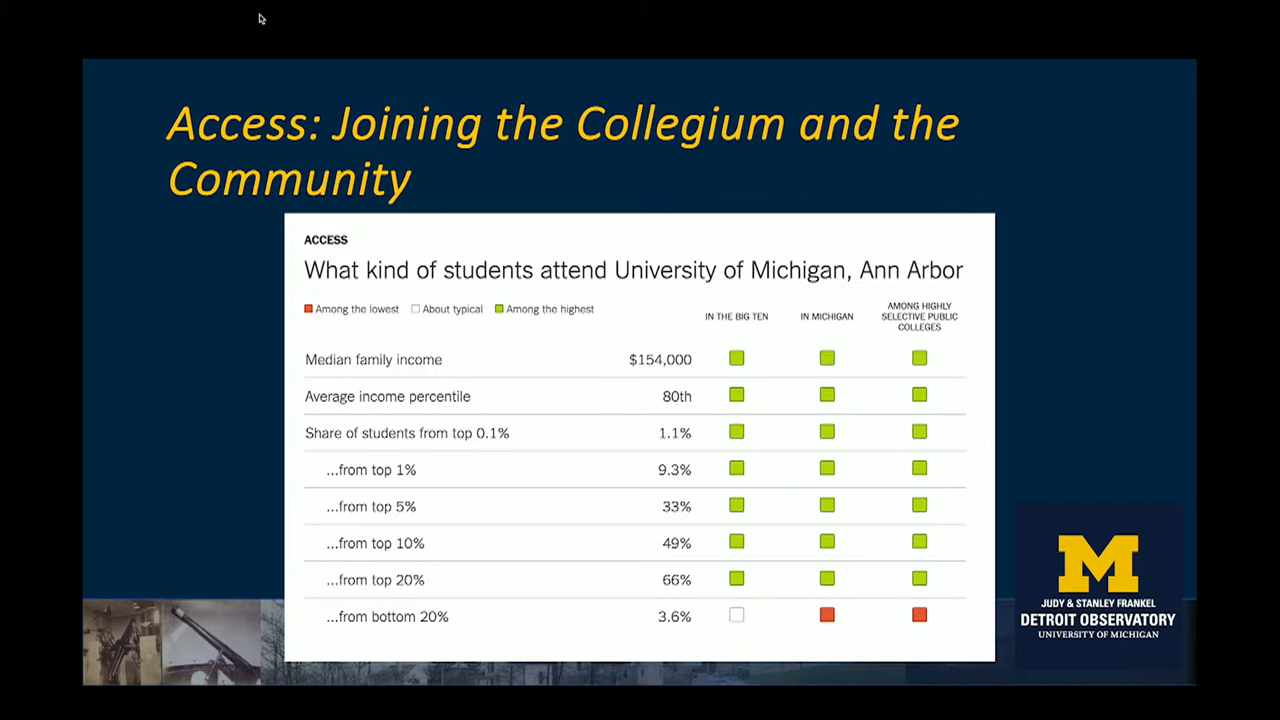 Access: Joining the Collegium and the
Community
ACCESS
What kind of students attend University of Michigan, Ann Arbor
Among the lowest About typical Among the highest
IN THE BIG TEN IN MICHIGAN AMONG HIGHLY
SELECTIVE PUBLIC
COLLEGES
Median family income $154,000
Average income percentile 80th
Share of students from top 0.1% 1.1%
...from top 1% 9.3%
...from top 5% 33%
...from top 10% 49%
...from top 20% 66%
...from bottom 20% 3.6%
M
JUDY & STANLEY FRANKEL
DETROIT OBSERVATORY
UNIVERSITY OF MICHIGAN